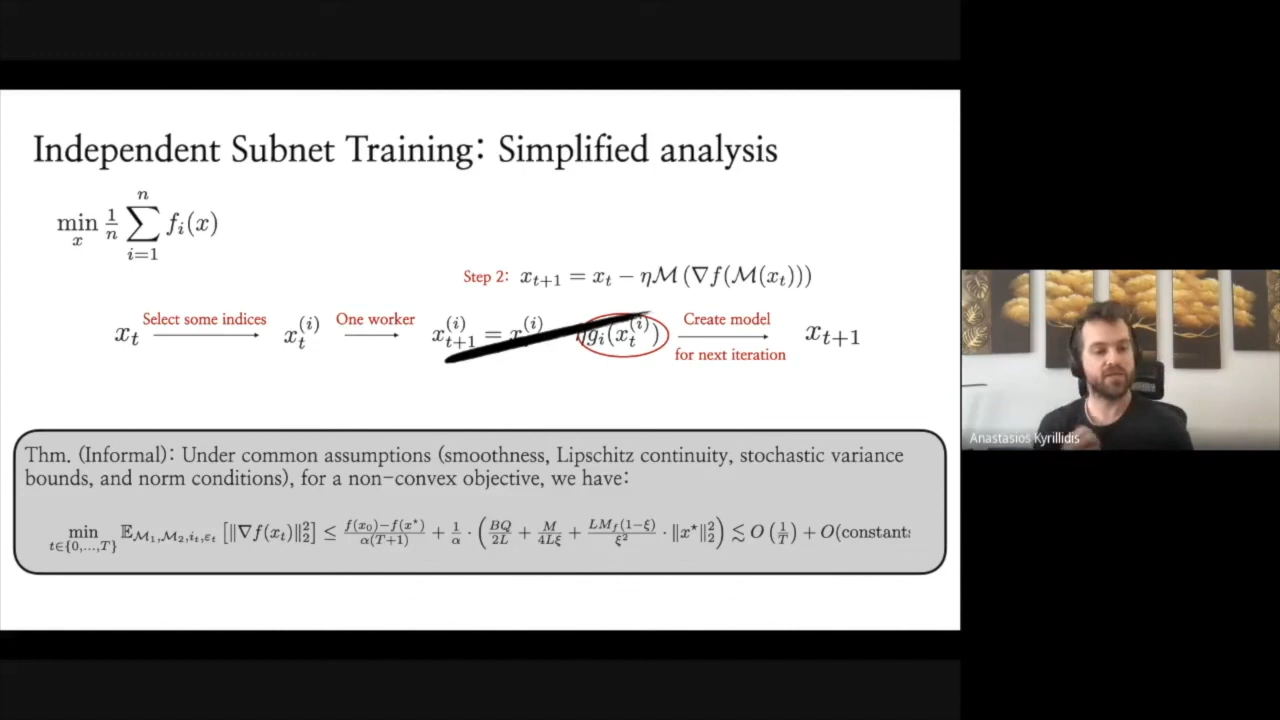 Independent Subnet Training: Simplified analysis
min_x 1/n ∑_{i=1}^{n} f_i(x)
Step 2: x_{t+1} = x_t − ηM(∇f(M(x_t)))
x_t Select some indices x_t^{(i)} One worker x_{t+1}^{(i)} = x^{(i)} ηg_i(x_t^{(i)}) Create model for next iteration x_{t+1}
Thm. (Informal): Under common assumptions (smoothness, Lipschitz continuity, stochastic variance
bounds, and norm conditions), for a non-convex objective, we have:
min_{t∈{0,...,T}} E_{M_1,M_2,i_t,ε_t} [‖∇f(x_t)‖_2^2] ≤ f(x_0)−f(x^⋆)/α(T+1) + 1/α · (BQ/2L + M/4Lξ + LM_f(1−ξ)/ξ^2 · ‖x^⋆‖_2^2) ≲ O(1/T) + O(constants
Anastasios Kyrillidis